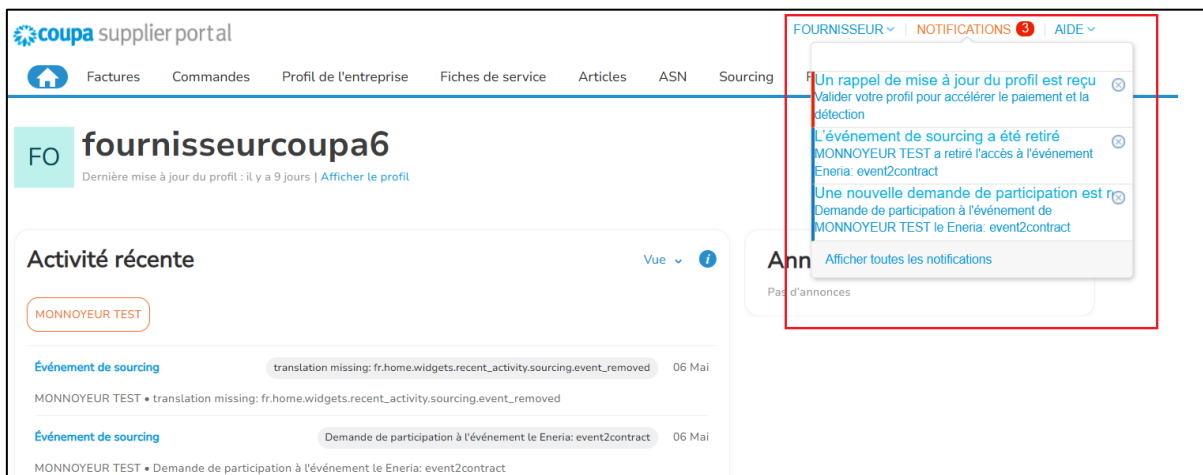 coupa supplier portal
FOURNISSEUR
NOTIFICATIONS 3
AIDE
Factures
Commandes
Profil de l'entreprise
Fiches de service
Articles
ASN
Sourcing
Un rappel de mise à jour du profil est reçu
Valider votre profil pour accélérer le paiement et la
détection
L'événement de sourcing a été retiré
MONNOYEUR TEST a retiré l'accès à l'événement
Eneria: event2contract
Une nouvelle demande de participation est r
Demande de participation à l'événement de
MONNOYEUR TEST le Eneria: event2contract
Afficher toutes les notifications
FO
fournisseurcoupa6
Dernière mise à jour du profil : il y a 9 jours | Afficher le profil
Activité récente
Vue
i
MONNOYEUR TEST
Événement de sourcing
translation missing: fr.home.widgets.recent_activity.sourcing.event_removed
06 Mai
MONNOYEUR TEST • translation missing: fr.home.widgets.recent_activity.sourcing.event_removed
Événement de sourcing
Demande de participation à l'événement le Eneria: event2contract
06 Mai
MONNOYEUR TEST • Demande de participation à l'événement le Eneria: event2contract
Ann
Pas d'annonces